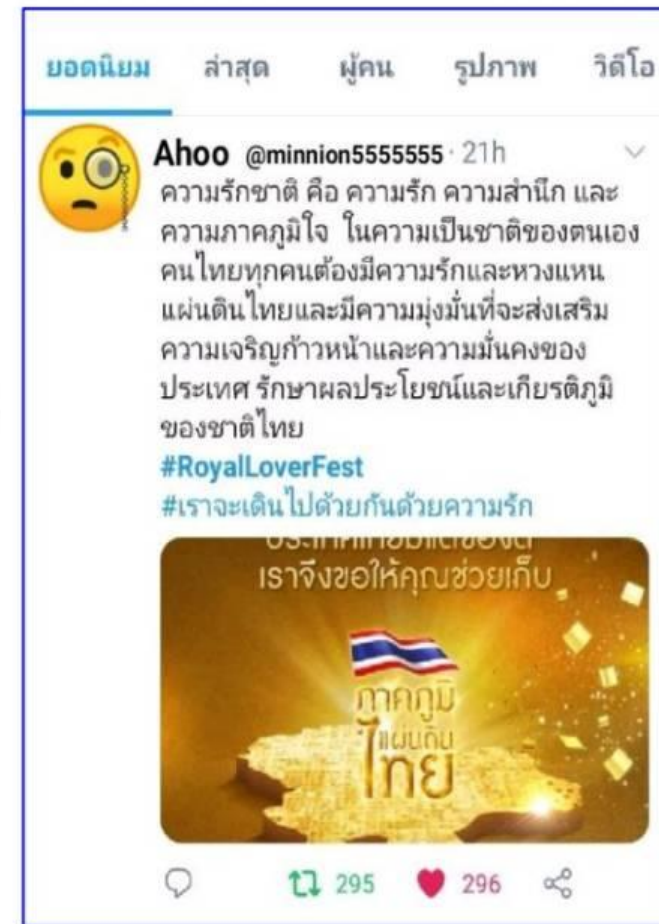 ยอดนิยม ล่าสุด ผู้คน รูปภาพ วิดีโอ
Ahoo @minnion5555555 · 21h
ความรักชาติ คือ ความรัก ความสำนึก และ
ความภาคภูมิใจ ในความเป็นชาติของตนเอง
คนไทยทุกคนต้องมีความรักและหวงแหน
แผ่นดินไทยและมีความมุ่งมั่นที่จะส่งเสริม
ความเจริญก้าวหน้าและความมั่นคงของ
ประเทศ รักษาผลประโยชน์และเกียรติภูมิ
ของชาติไทย
#RoyalLoverFest
#เราจะเดินไปด้วยกันด้วยความรัก
เราจึงขอให้คุณช่วยเก็บ
ภาคภูมิ
แผ่นดิน
ไทย
295 296